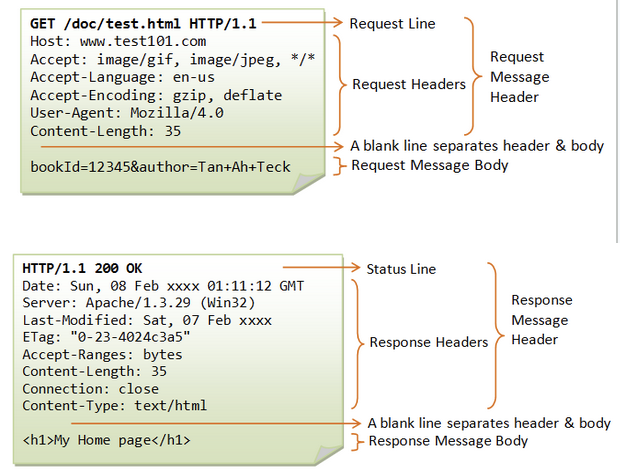 GET /doc/test.html HTTP/1.1
Request Line
Host: www.test101.com
Accept: image/gif, image/jpeg, */*
Accept-Language: en-us
Accept-Encoding: gzip, deflate
User-Agent: Mozilla/4.0
Content-Length: 35
Request Headers
Request
Message
Header
A blank line separates header & body
bookId=12345&author=Tan+Ah+Teck
Request Message Body
HTTP/1.1 200 OK
Status Line
Date: Sun, 08 Feb xxxx 01:11:12 GMT
Server: Apache/1.3.29 (Win32)
Last-Modified: Sat, 07 Feb xxxx
ETag: "0-23-4024c3a5"
Accept-Ranges: bytes
Content-Length: 35
Connection: close
Content-Type: text/html
Response Headers
Response
Message
Header
A blank line separates header & body
<h1>My Home page</h1>
Response Message Body